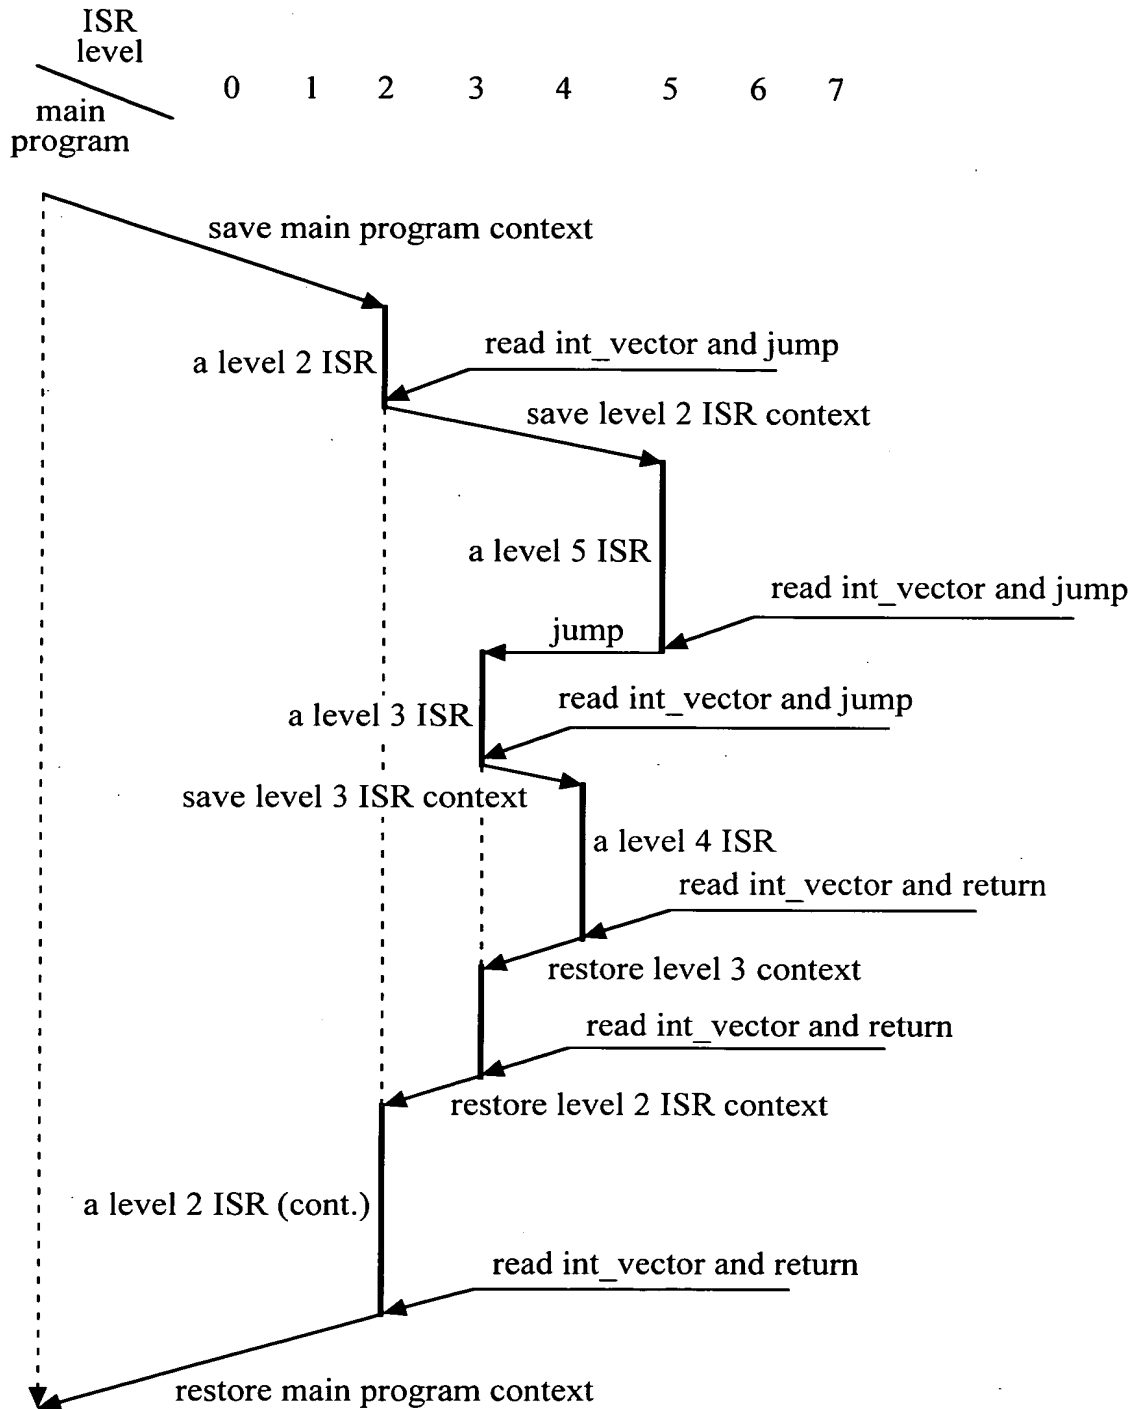 ISR
level
0 1 2 3 4 5 6 7
main
program
save main program context
a level 2 ISR
read int_vector and jump
save level 2 ISR context
a level 5 ISR
read int_vector and jump
jump
a level 3 ISR
read int_vector and jump
save level 3 ISR context
a level 4 ISR
read int_vector and return
restore level 3 context
read int_vector and return
restore level 2 ISR context
a level 2 ISR (cont.)
read int_vector and return
restore main program context